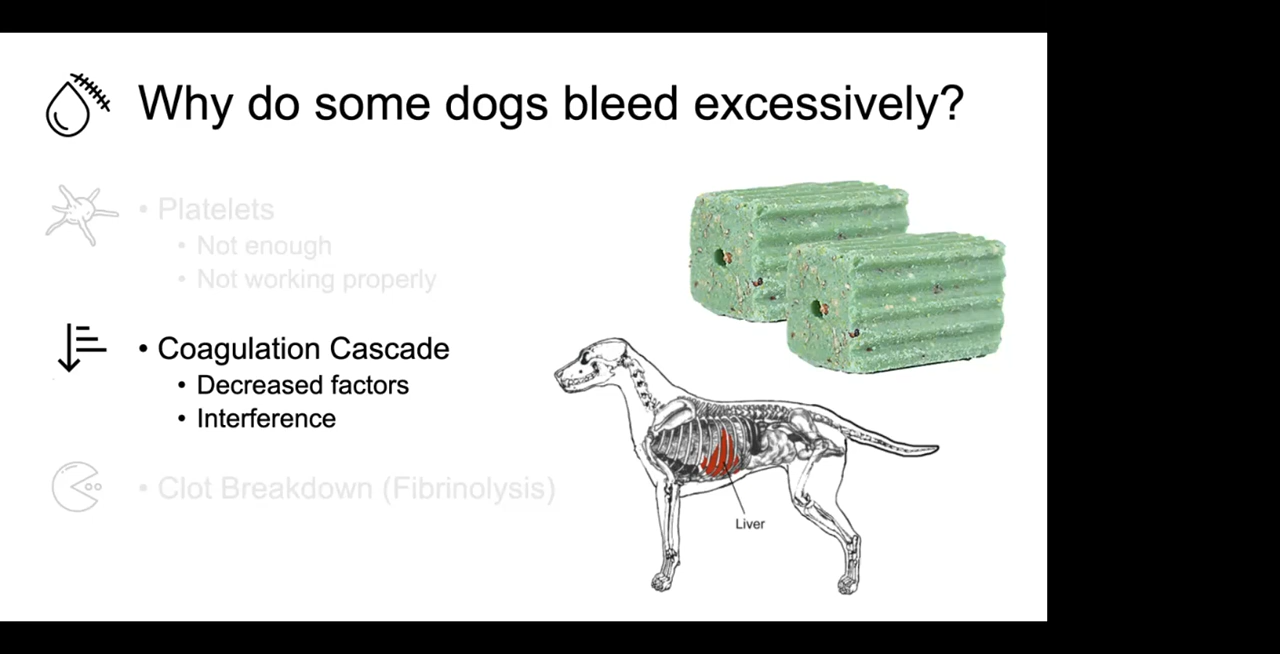 Why do some dogs bleed excessively?
• Platelets
• Not enough
• Not working properly
• Coagulation Cascade
• Decreased factors
• Interference
• Clot Breakdown (Fibrinolysis)
Liver